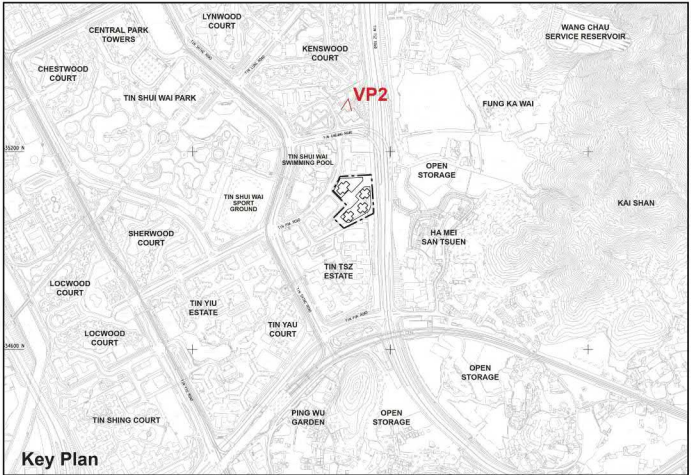 LYNWOOD
COURT
CENTRAL PARK
TOWERS
WANG CHAU
SERVICE RESERVOIR
KENSWOOD
COURT
CHESTWOOD
COURT
TIN SHUI WAI PARK
VP2
FUNG KA WAI
35200 N
TIN SHUI WAI
SWIMMING POOL
OPEN
STORAGE
TIN SHUI WAI
SPORT
GROUND
KAI SHAN
SHERWOOD
COURT
HA MEI
SAN TSUEN
TIN TSZ
ESTATE
LOCWOOD
COURT
TIN YIU
ESTATE
TIN YAU
COURT
LOCWOOD
COURT
34600 N
OPEN
STORAGE
TIN SHING COURT
PING WU
GARDEN
OPEN
STORAGE
Key Plan